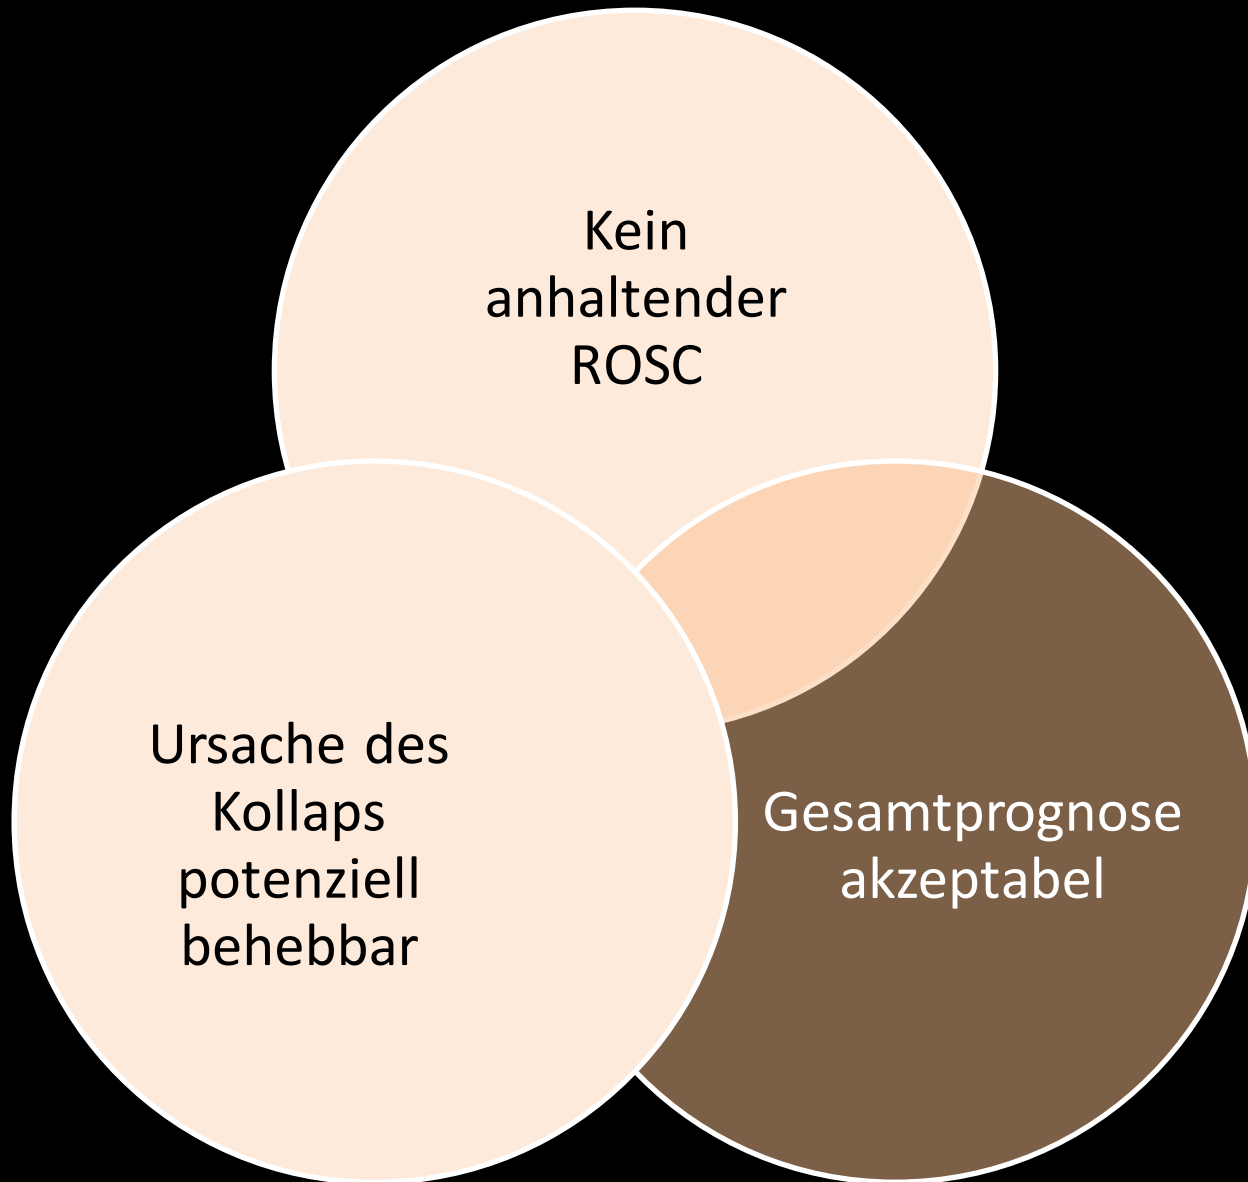 Kein
anhaltender
ROSC
Ursache des
Kollaps
potenziell
behebbar
Gesamtprognose
akzeptabel